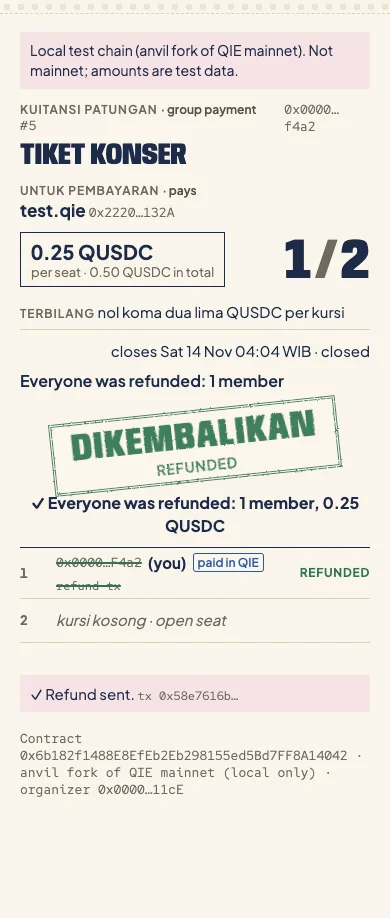 Local test chain (anvil fork of QIE mainnet). Not
mainnet; amounts are test data.
KUITANSI PATUNGAN · group payment
#5
0x0000…
f4a2
TIKET KONSER
UNTUK PEMBAYARAN · pays
test.qie 0x2220…132A
0.25 QUSDC
per seat · 0.50 QUSDC in total
1/2
TERBILANG nol koma dua lima QUSDC per kursi
closes Sat 14 Nov 04:04 WIB · closed
Everyone was refunded: 1 member
DIKEMBALIKAN
REFUNDED
✓ Everyone was refunded: 1 member, 0.25
QUSDC
1 0x0000…F4a2 (you) paid in QIE REFUNDED
refund tx
2 kursi kosong · open seat
✓ Refund sent. tx 0x58e7616b…
Contract
0x6b182f1488E8EfEb2Eb298155ed5Bd7FF8A14042 ·
anvil fork of QIE mainnet (local only) ·
organizer 0x0000…11cE